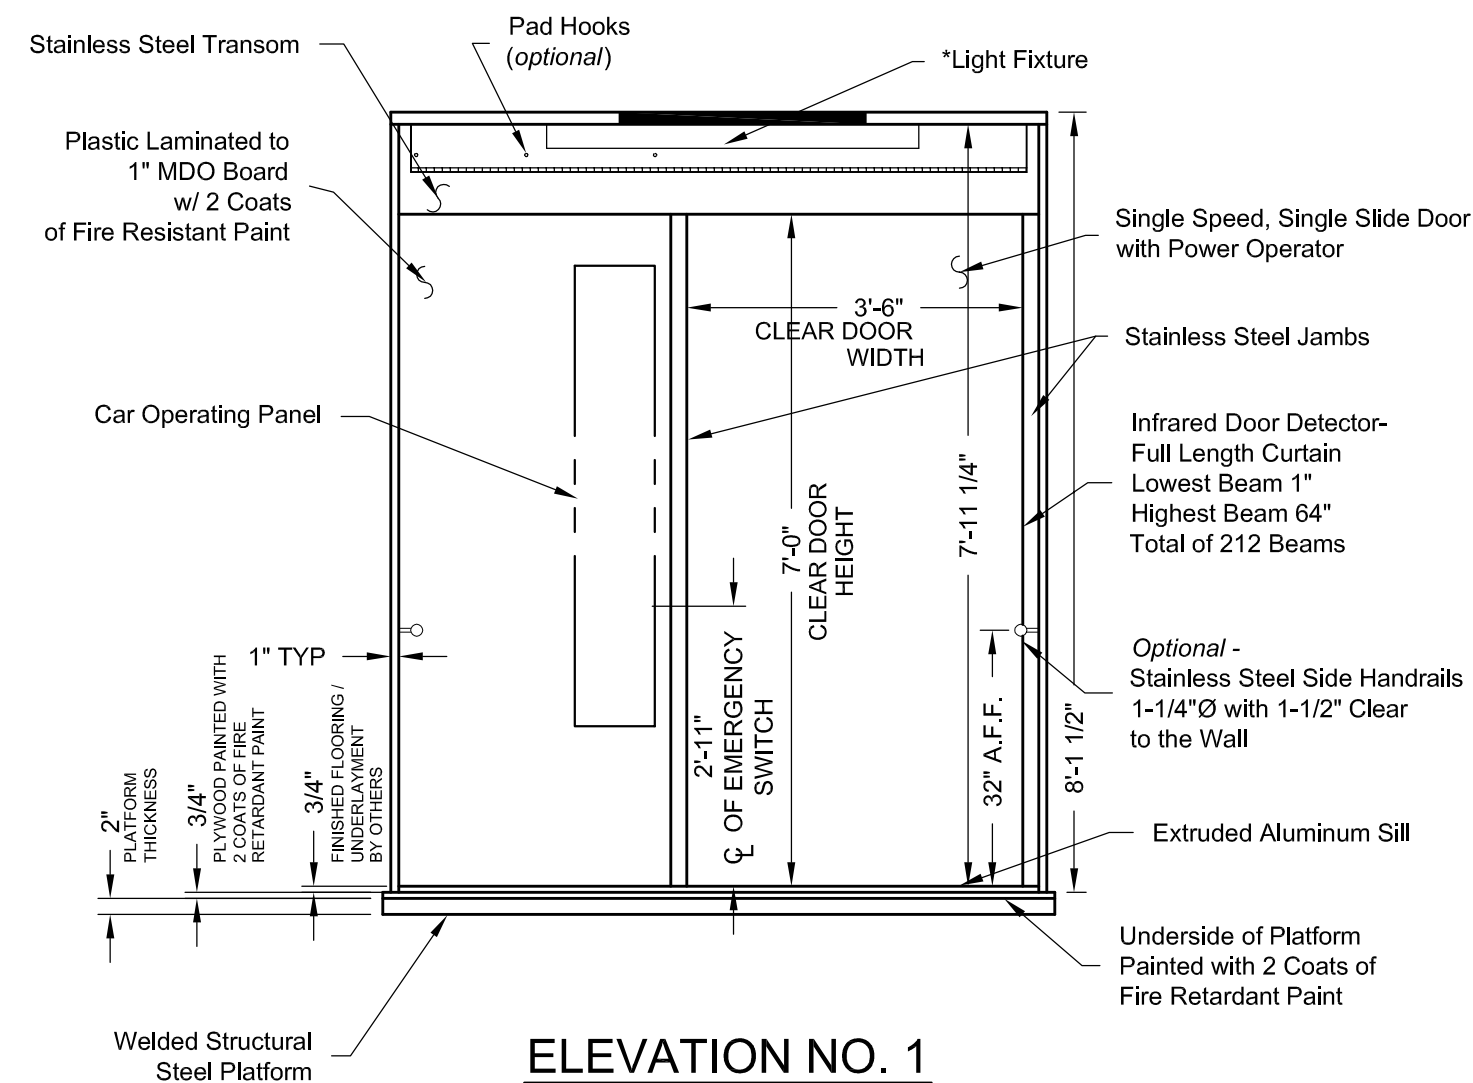 Stainless Steel Transom
Pad Hooks
(optional)
*Light Fixture
Plastic Laminated to
1" MDO Board
w/ 2 Coats
of Fire Resistant Paint
Single Speed, Single Slide Door
with Power Operator
3'-6"
CLEAR DOOR
WIDTH
Stainless Steel Jambs
Car Operating Panel
Infrared Door Detector-
Full Length Curtain
Lowest Beam 1"
Highest Beam 64"
Total of 212 Beams
7'-0"
CLEAR DOOR
HEIGHT
7'-11 1/4"
8'-1 1/2"
1" TYP
Optional -
Stainless Steel Side Handrails
1-1/4"Ø with 1-1/2" Clear
to the Wall
2'-11"
℄ OF EMERGENCY
SWITCH
32" A.F.F.
2"
PLATFORM
THICKNESS
3/4"
PLYWOOD PAINTED WITH
2 COATS OF FIRE
RETARDANT PAINT
3/4"
FINISHED FLOORING /
UNDERLAYMENT
BY OTHERS
Extruded Aluminum Sill
Underside of Platform
Painted with 2 Coats of
Fire Retardant Paint
Welded Structural
Steel Platform
ELEVATION NO. 1